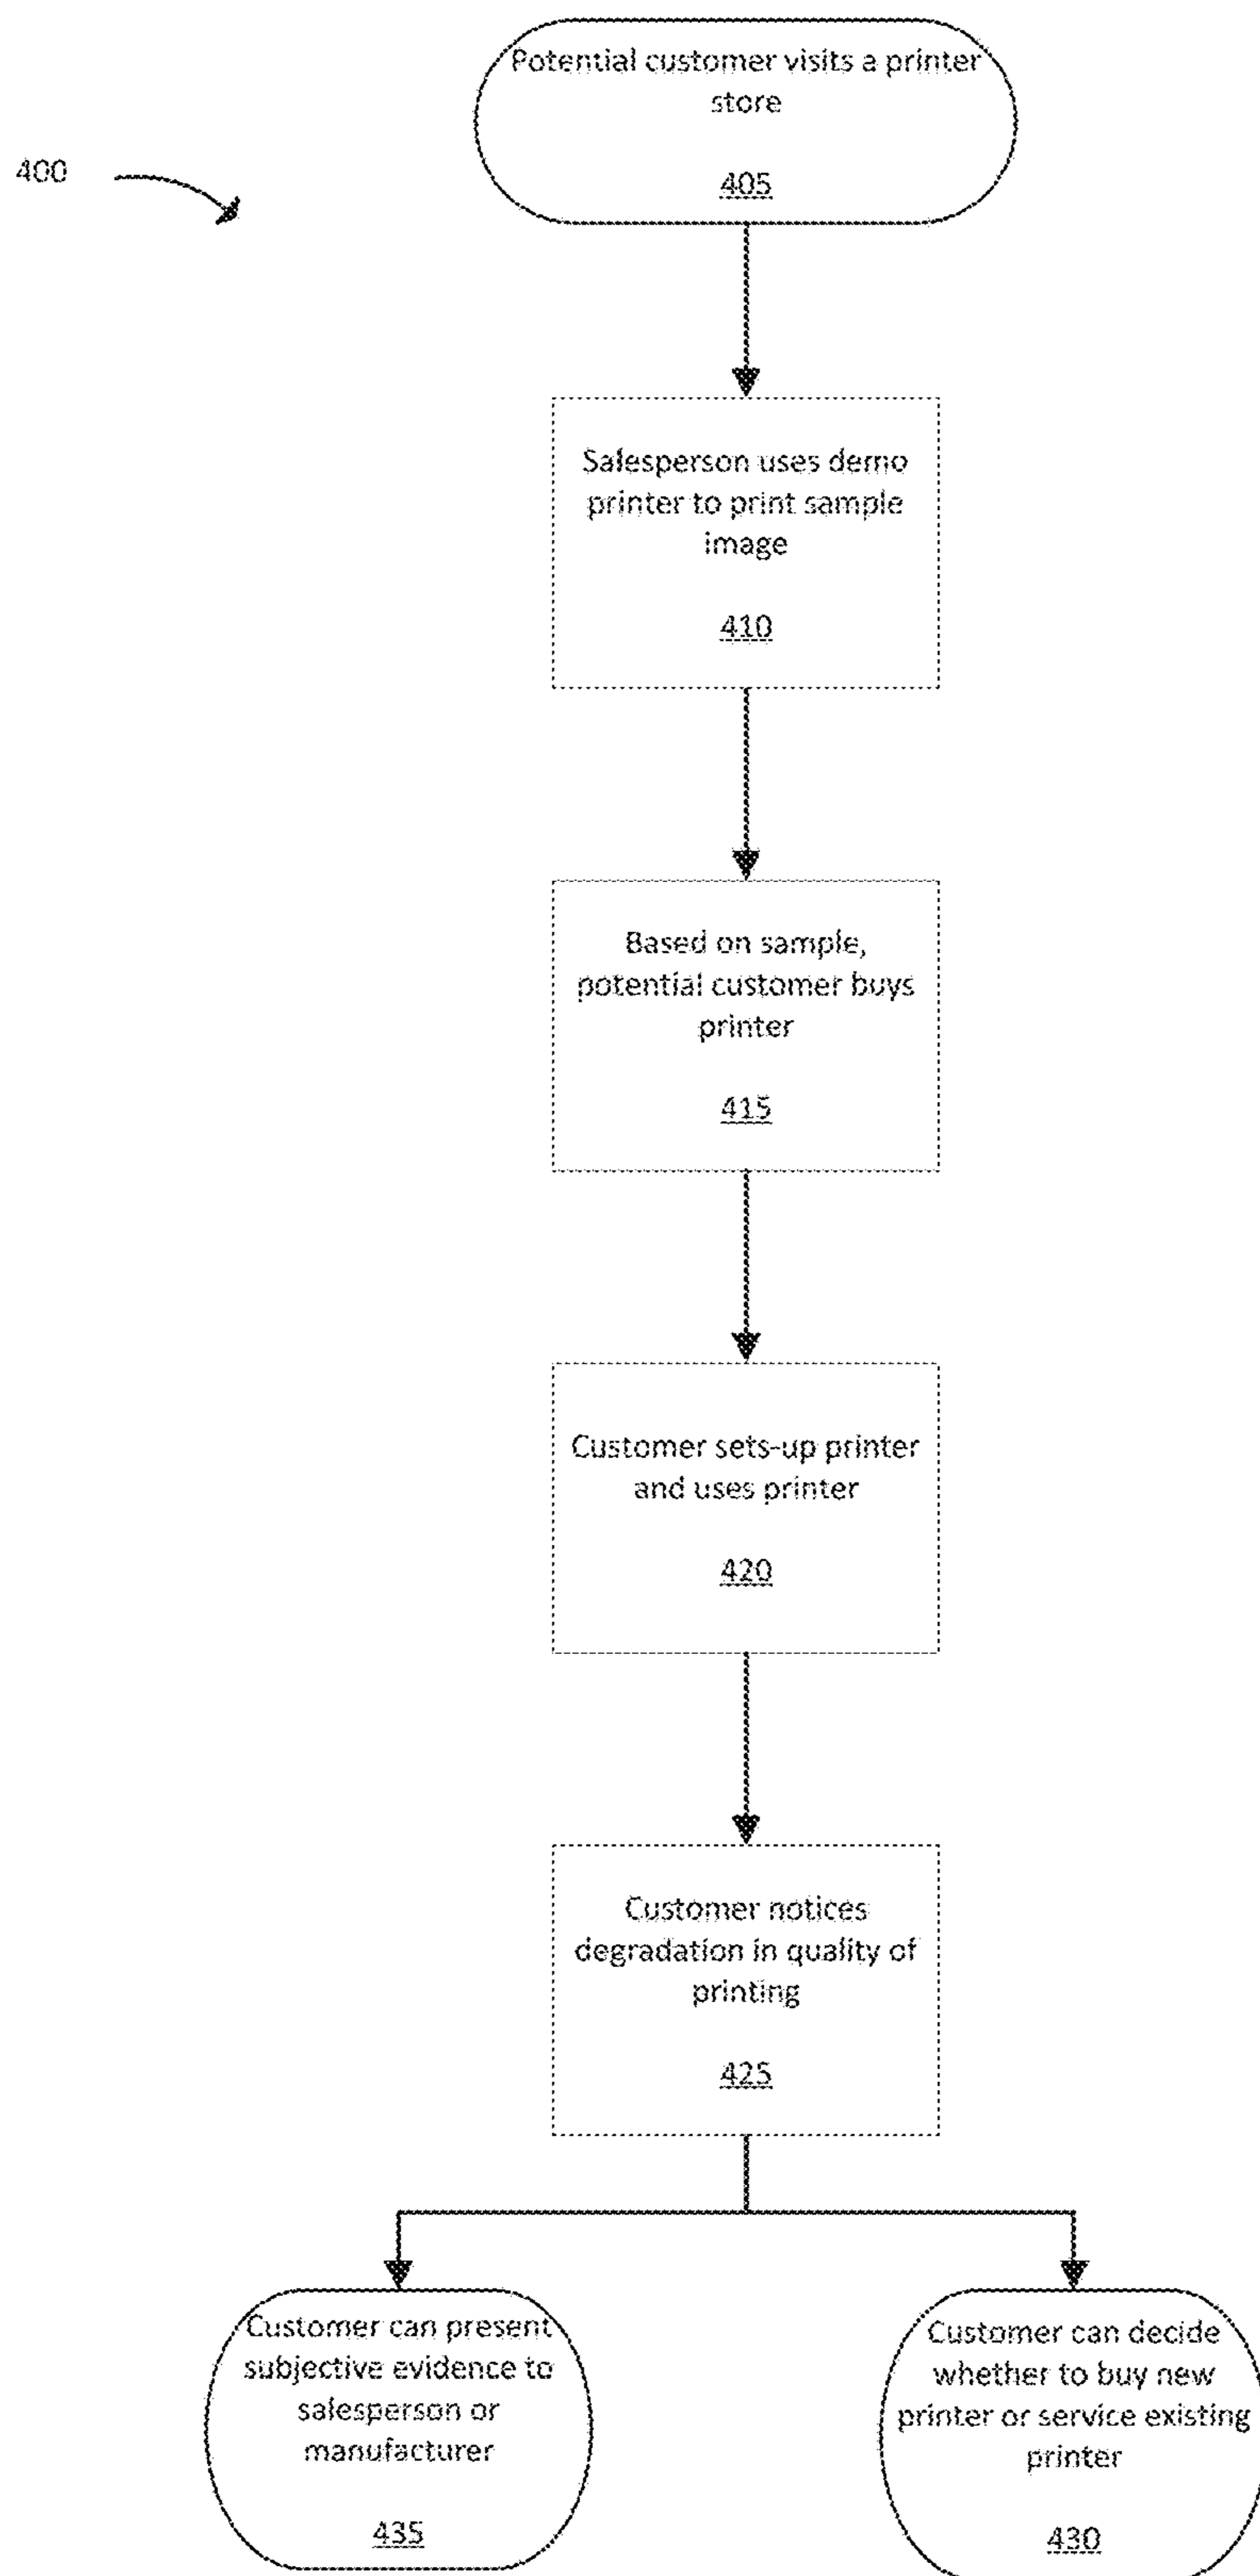 Potential customer visits a printer
store
405
400
Salesperson uses demo
printer to print sample
image
410
Based on sample,
potential customer buys
printer
415
Customer sets-up printer
and uses printer
420
Customer notices
degradation in quality of
printing
425
Customer can present
subjective evidence to
salesperson or
manufacturer
435
Customer can decide
whether to buy new
printer or service existing
printer
430